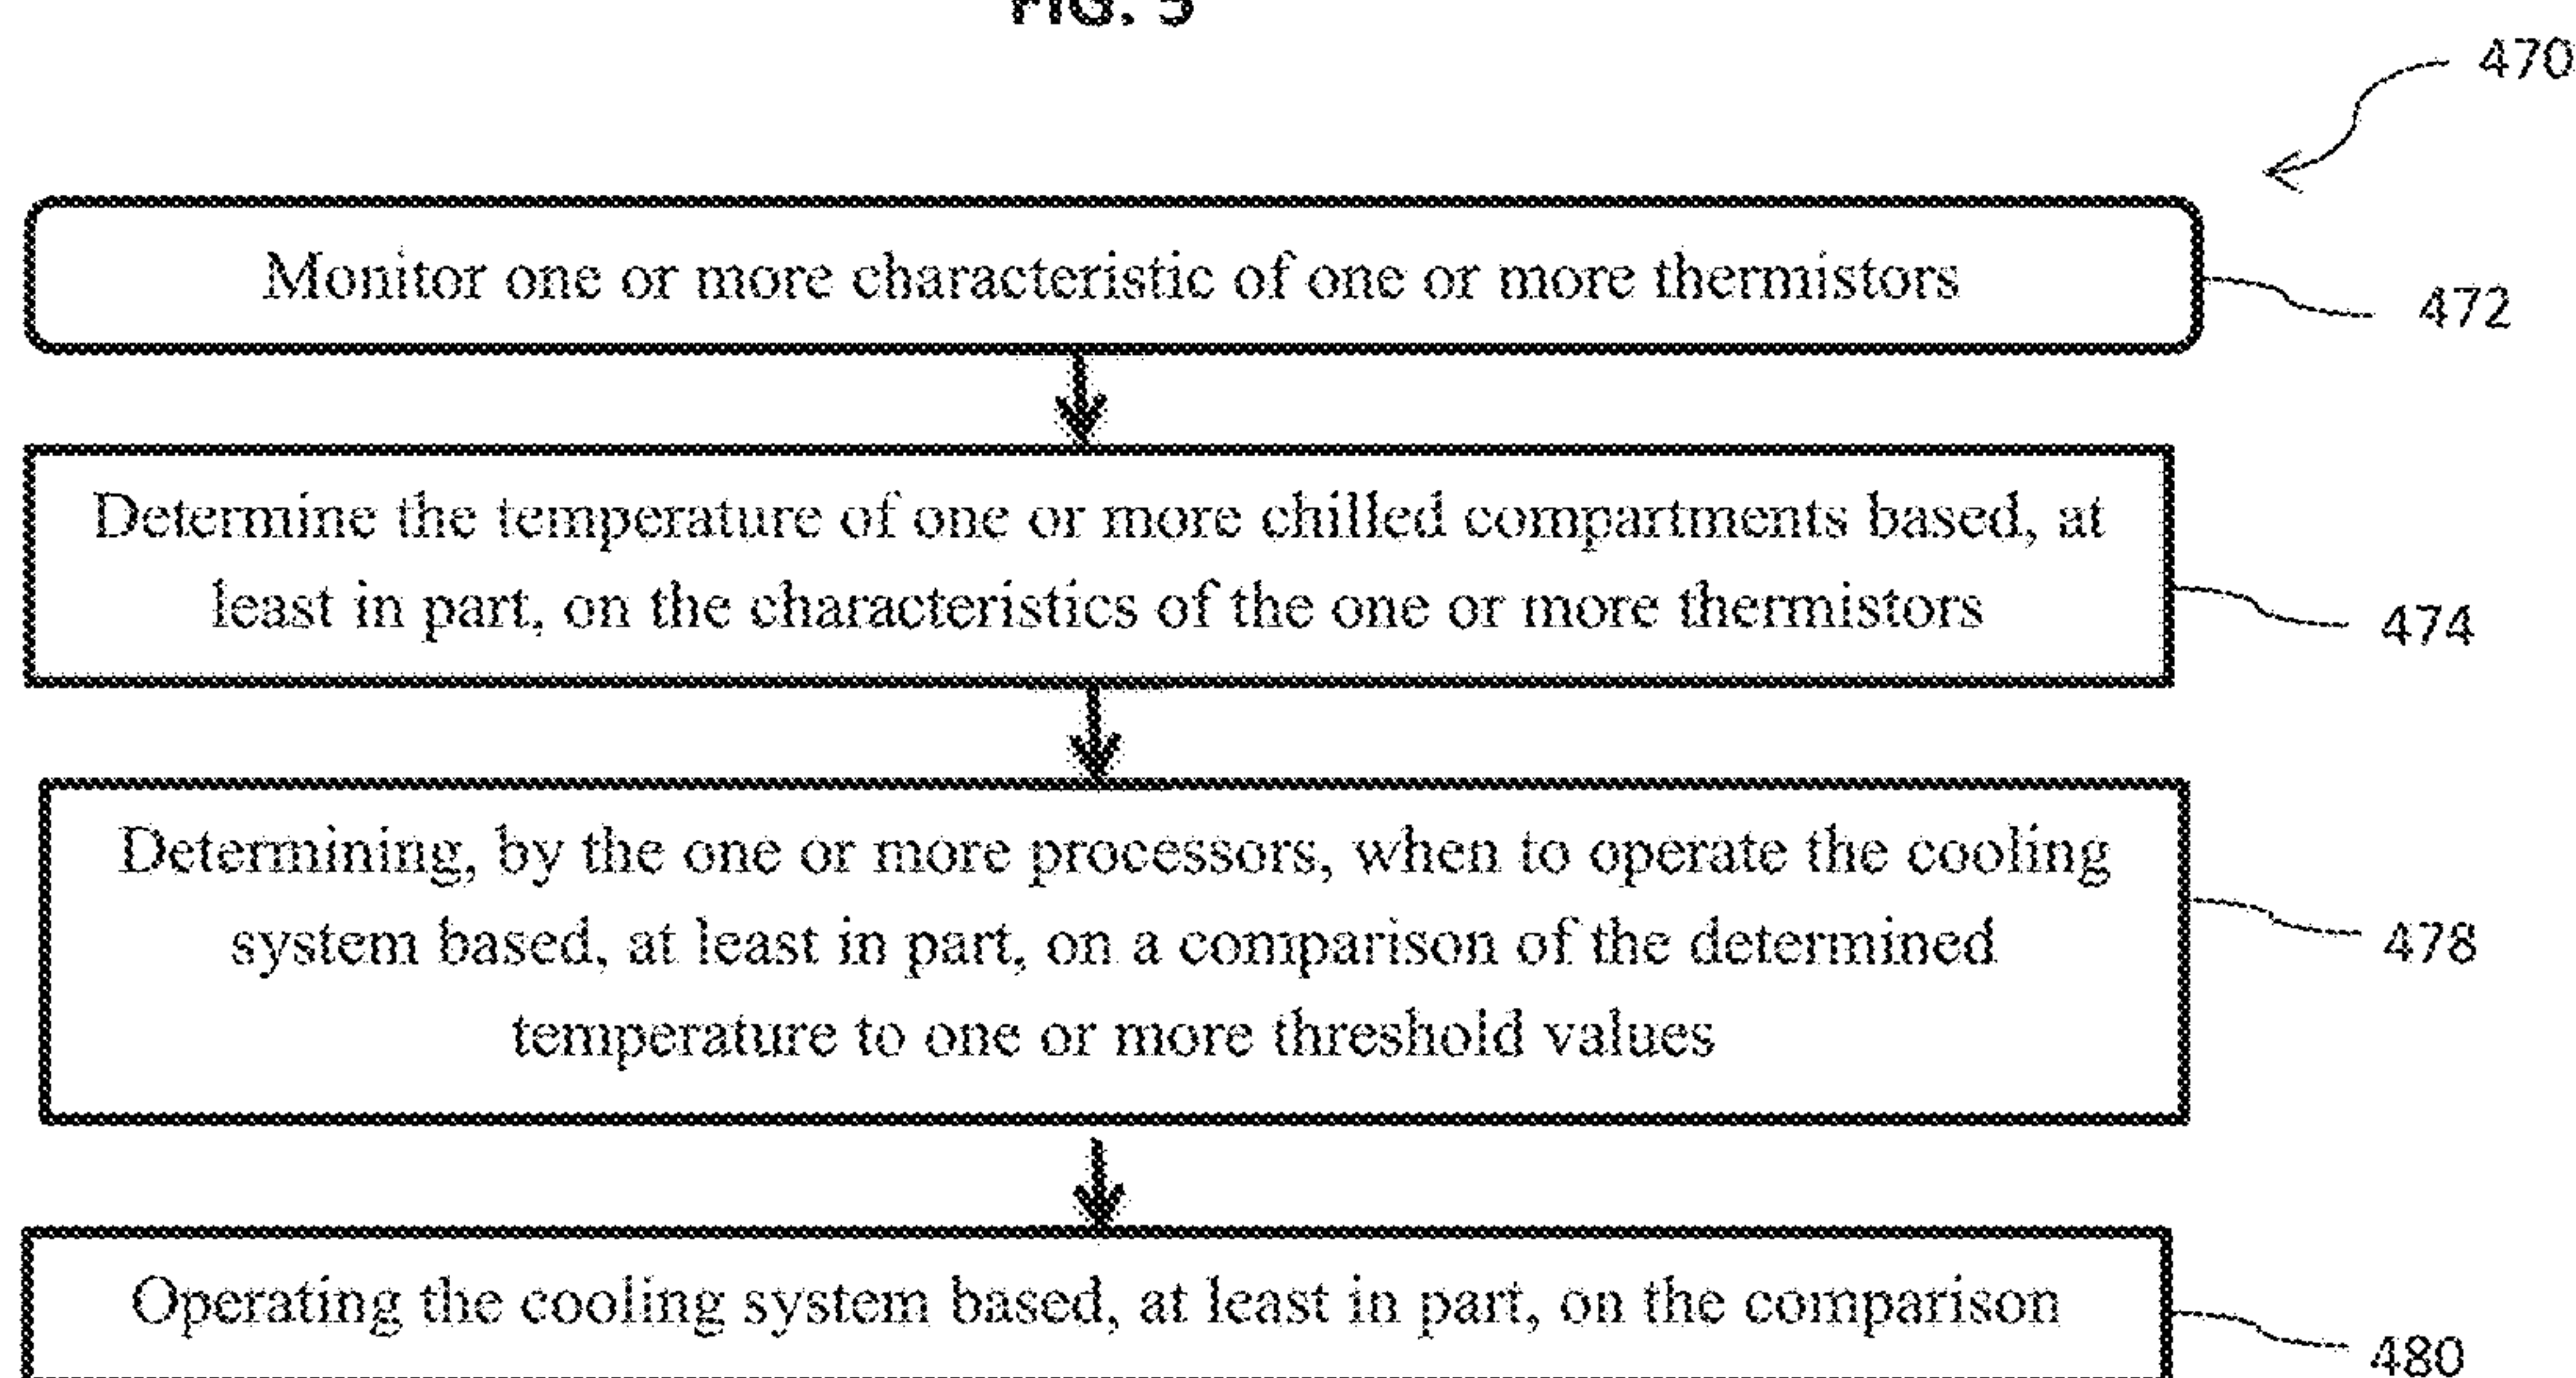 FIG. 5
470
Monitor one or more characteristic of one or more thermistors
472
Determine the temperature of one or more chilled compartments based, at
least in part, on the characteristics of the one or more thermistors
474
Determining, by the one or more processors, when to operate the cooling
system based, at least in part, on a comparison of the determined
temperature to one or more threshold values
478
Operating the cooling system based, at least in part, on the comparison
480